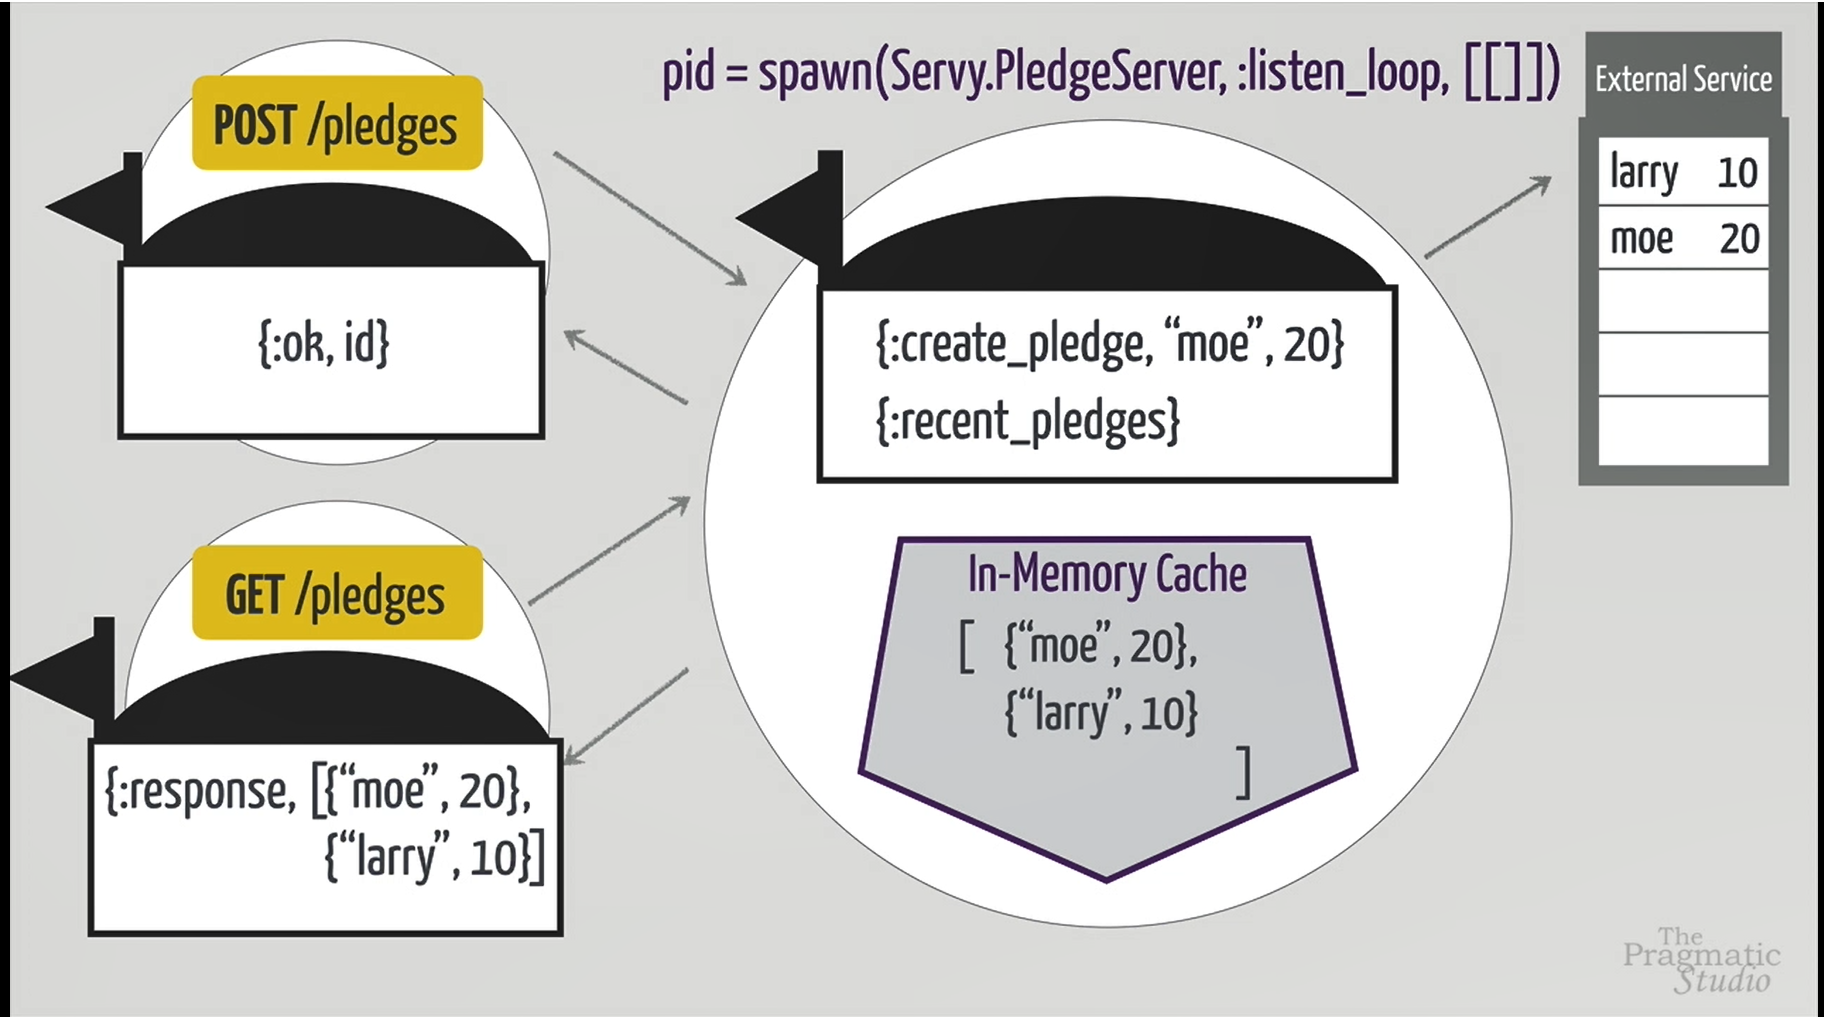 pid = spawn(Servy.PledgeServer, :listen_loop, [[]])
POST /pledges
{:ok, id}
GET /pledges
{:response, [{“moe”, 20},
{“larry”, 10}]
{:create_pledge, “moe”, 20}
{:recent_pledges}
In-Memory Cache
[ {“moe”, 20},
{“larry”, 10}
]
External Service
larry 10
moe 20
The
Pragmatic
Studio